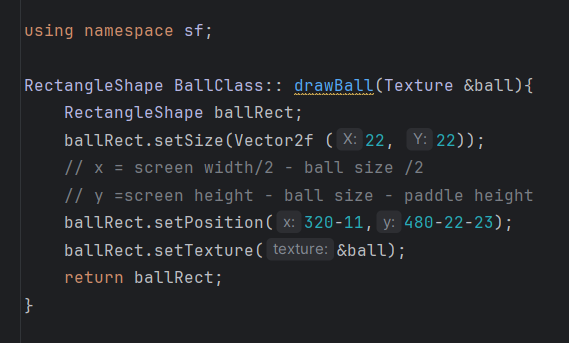 using namespace sf;
RectangleShape BallClass:: drawBall(Texture &ball){
RectangleShape ballRect;
ballRect.setSize(Vector2f (X: 22, Y: 22));
// x = screen width/2 - ball size /2
// y =screen height - ball size - paddle height
ballRect.setPosition(x: 320-11,y: 480-22-23);
ballRect.setTexture(texture: &ball);
return ballRect;
}